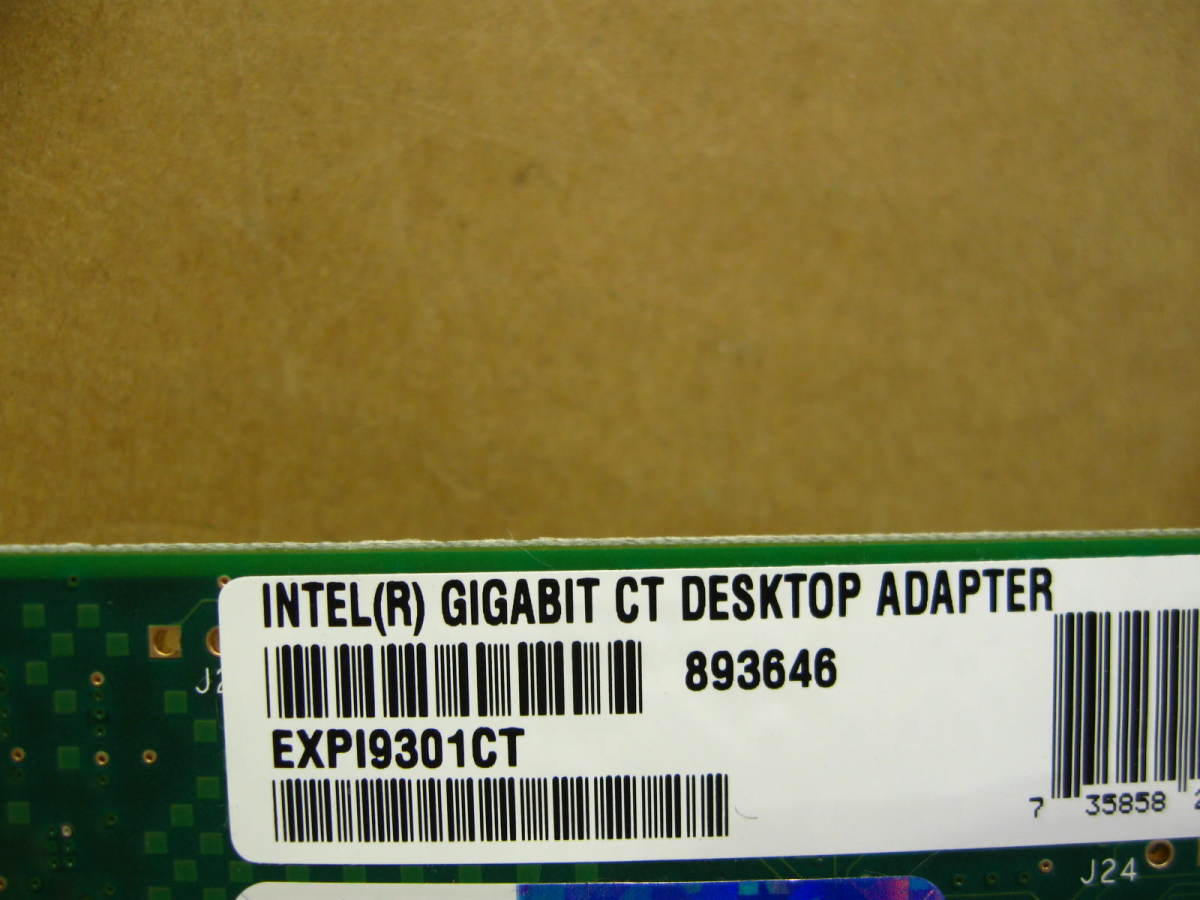 INTEL(R) GIGABIT CT DESKTOP ADAPTER
893646
EXPI9301CT
7 35858
J24